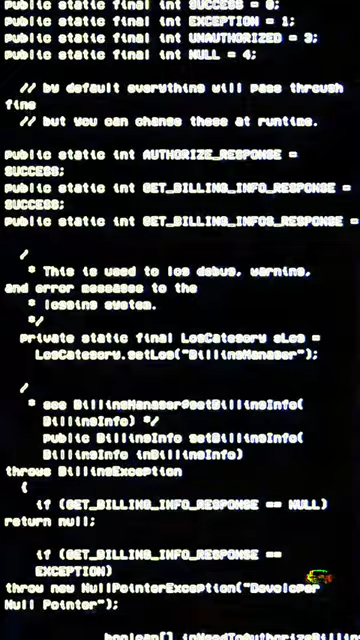 public static final int SUCCESS = 0;
public static final int EXCEPTION = 1;
public static final int UNAUTHORIZED = 3;
public static final int NULL = 4;
// by default everything will pass through
fine
// but you can change these at runtime.
public static int AUTHORIZE_RESPONSE =
SUCCESS;
public static int GET_BILLING_INFO_RESPONSE =
SUCCESS;
public static int GET_BILLING_INFOS_RESPONSE =
/
* This is used to log debug, warning,
and error messages to the
* logging system.
*/
private static final LogCategory sLog =
LogCategory.getLog("BillingManager");
/
* see BillingManager#getBillingInfo(
BillingInfo) */
public BillingInfo getBillingInfo(
BillingInfo inBillingInfo)
throws BillingException
{
if (GET_BILLING_INFO_RESPONSE == NULL)
return null;
if (GET_BILLING_INFO_RESPONSE ==
EXCEPTION)
throw new NullPointerException("Developer
Null Pointer");
boolean[] inNeedToAuthorizeBilling